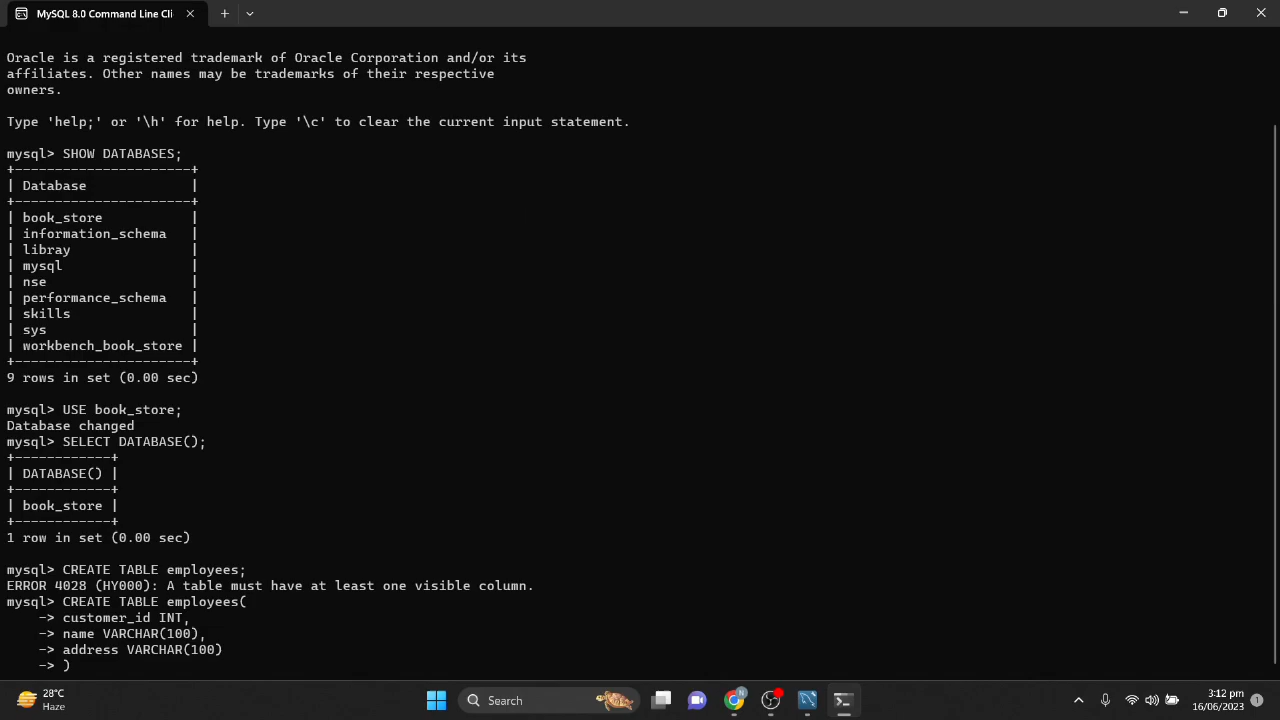 MySQL 8.0 Command Line Cli
Oracle is a registered trademark of Oracle Corporation and/or its
affiliates. Other names may be trademarks of their respective
owners.
Type 'help;' or '\h' for help. Type '\c' to clear the current input statement.
mysql> SHOW DATABASES;
+----------------------+
| Database             |
+----------------------+
| book_store           |
| information_schema   |
| libray               |
| mysql                |
| nse                  |
| performance_schema   |
| skills               |
| sys                  |
| workbench_book_store |
+----------------------+
9 rows in set (0.00 sec)
mysql> USE book_store;
Database changed
mysql> SELECT DATABASE();
+------------+
| DATABASE() |
+------------+
| book_store |
+------------+
1 row in set (0.00 sec)
mysql> CREATE TABLE employees;
ERROR 4028 (HY000): A table must have at least one visible column.
mysql> CREATE TABLE employees(
    -> customer_id INT,
    -> name VARCHAR(100),
    -> address VARCHAR(100)
    -> )
28°C
Haze
Search
3:12 pm
16/06/2023
1